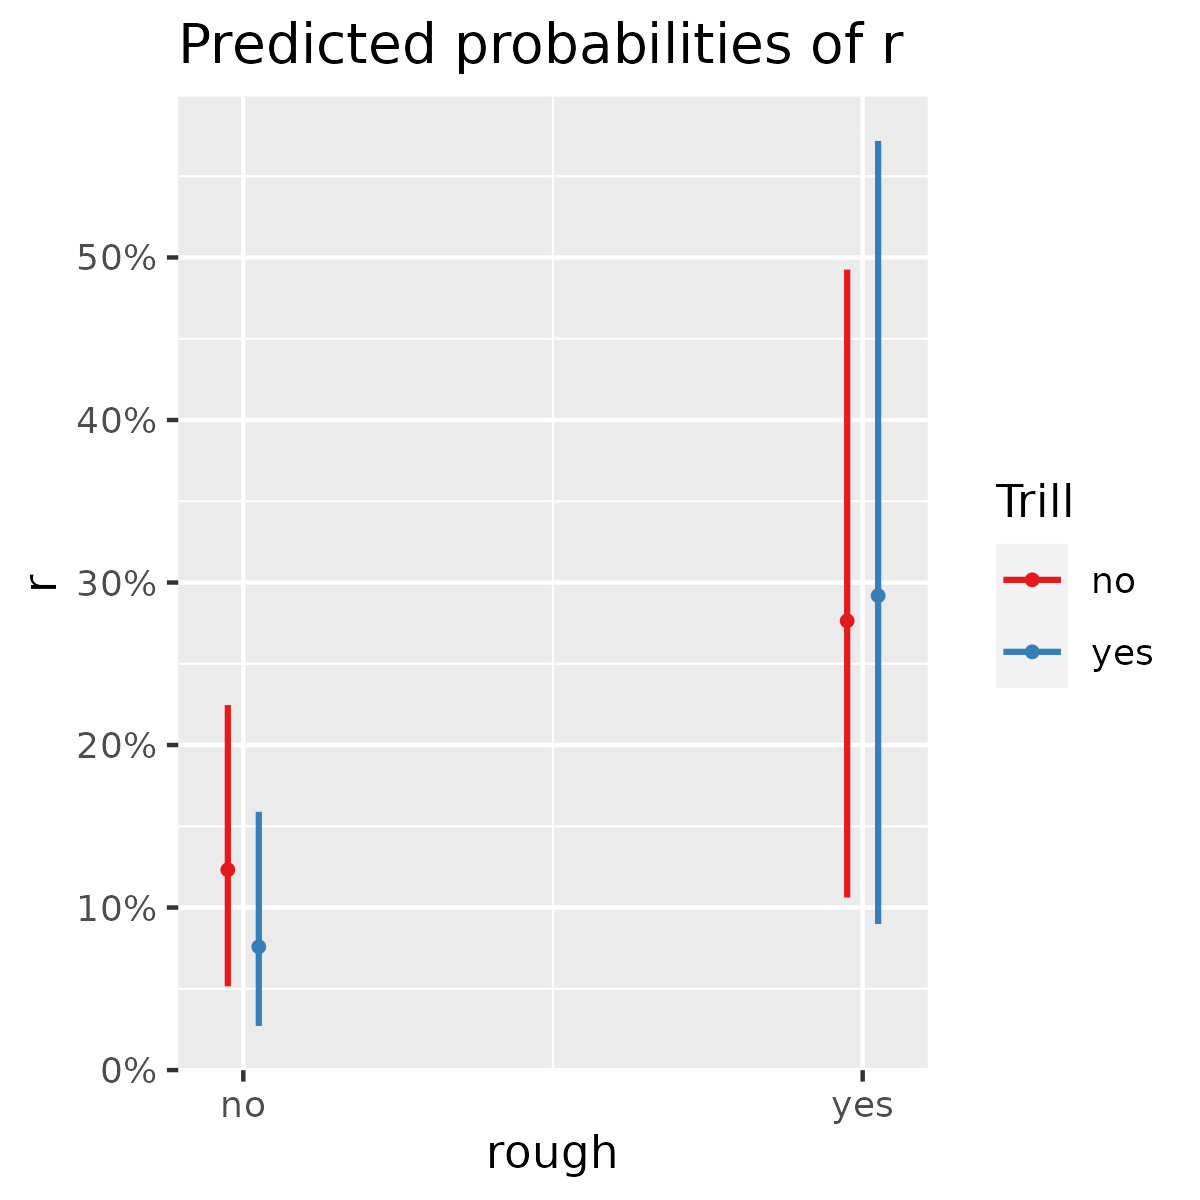 Predicted probabilities of r
50%
40%
30%
20%
10%
0%
r
no
yes
rough
Trill
no
yes